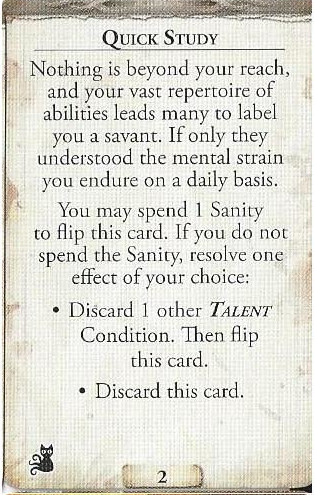 Quick Study
Nothing is beyond your reach,
and your vast repertoire of
abilities leads many to label
you a savant. If only they
understood the mental strain
you endure on a daily basis.
You may spend 1 Sanity
to flip this card. If you do not
spend the Sanity, resolve one
effect of your choice:
• Discard 1 other Talent
Condition. Then flip
this card.
• Discard this card.
2